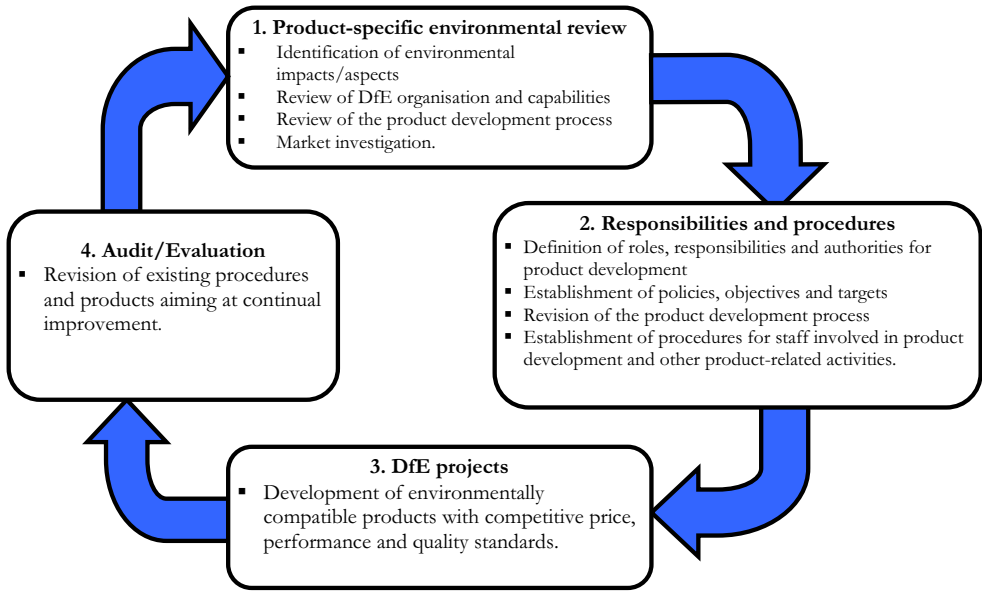 1. Product-specific environmental review
▪ Identification of environmental
impacts/aspects
▪ Review of DfE organisation and capabilities
▪ Review of the product development process
▪ Market investigation.
2. Responsibilities and procedures
▪ Definition of roles, responsibilities and authorities for
product development
▪ Establishment of policies, objectives and targets
▪ Revision of the product development process
▪ Establishment of procedures for staff involved in product
development and other product-related activities.
3. DfE projects
▪ Development of environmentally
compatible products with competitive price,
performance and quality standards.
4. Audit/Evaluation
▪ Revision of existing procedures
and products aiming at continual
improvement.